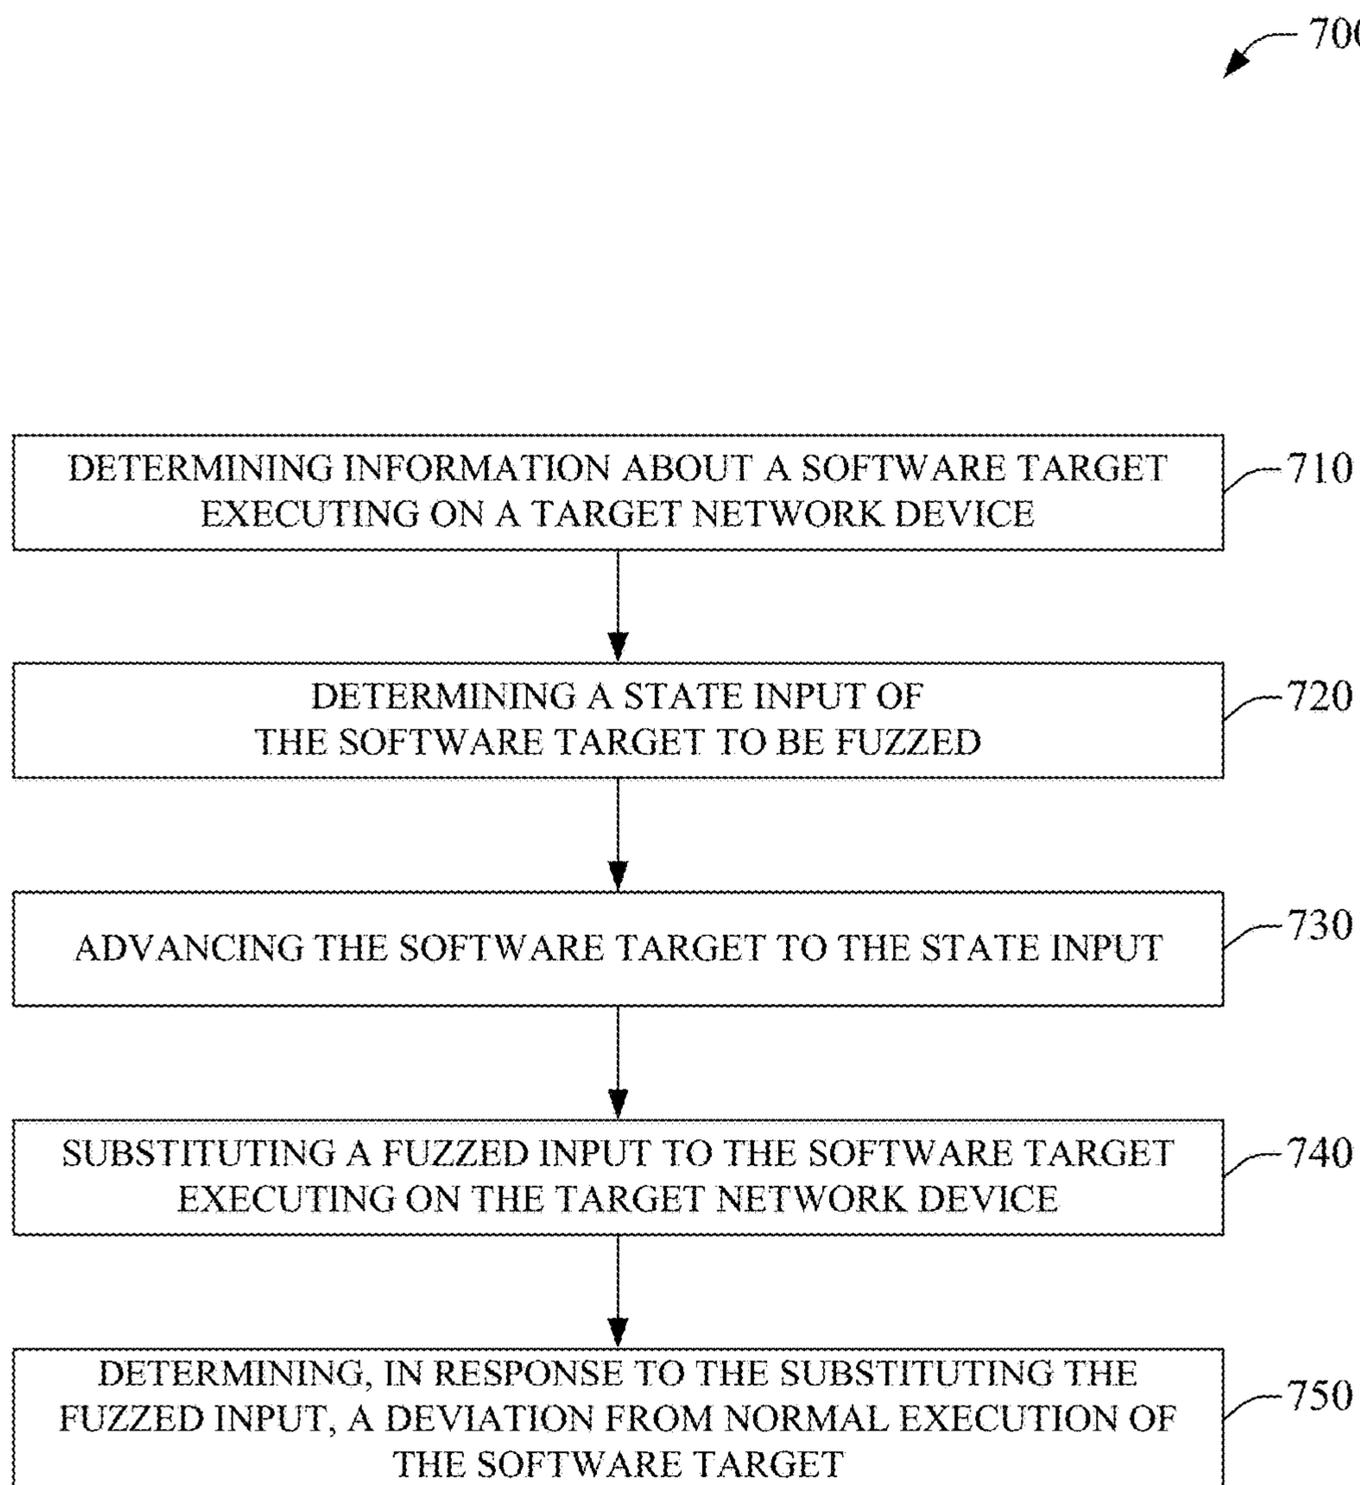 700
DETERMINING INFORMATION ABOUT A SOFTWARE TARGET
EXECUTING ON A TARGET NETWORK DEVICE
710
DETERMINING A STATE INPUT OF
THE SOFTWARE TARGET TO BE FUZZED
720
ADVANCING THE SOFTWARE TARGET TO THE STATE INPUT
730
SUBSTITUTING A FUZZED INPUT TO THE SOFTWARE TARGET
EXECUTING ON THE TARGET NETWORK DEVICE
740
DETERMINING, IN RESPONSE TO THE SUBSTITUTING THE
FUZZED INPUT, A DEVIATION FROM NORMAL EXECUTION OF
THE SOFTWARE TARGET
750